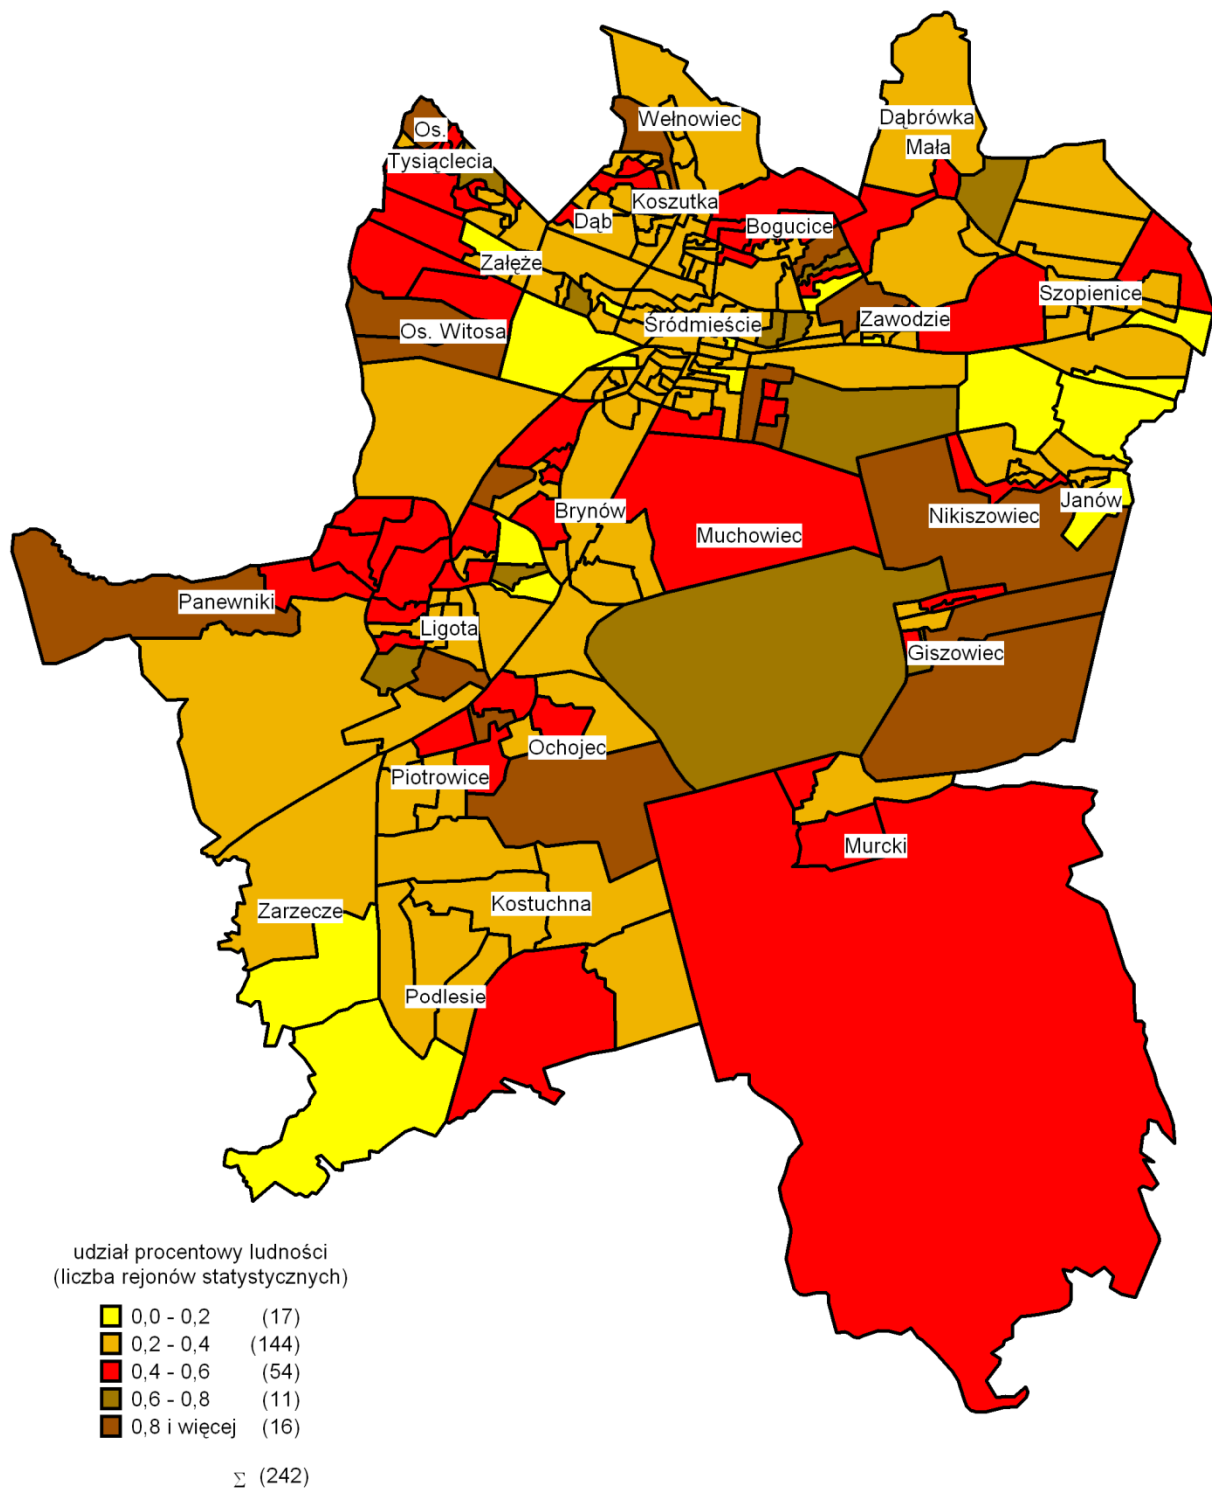 Wełnowiec
Dąbrówka
Mała
Os.
Tysiąclecia
Koszutka
Dąb
Bogucice
Załęże
Szopienice
Os. Witosa
Śródmieście
Zawodzie
Janów
Brynów
Nikiszowiec
Muchowiec
Panewniki
Ligota
Giszowiec
Ochojec
Piotrowice
Murcki
Zarzecze
Kostuchna
Podlesie
udział procentowy ludności
(liczba rejonów statystycznych)
0,0 - 0,2 (17)
0,2 - 0,4 (144)
0,4 - 0,6 (54)
0,6 - 0,8 (11)
0,8 i więcej (16)
Σ (242)